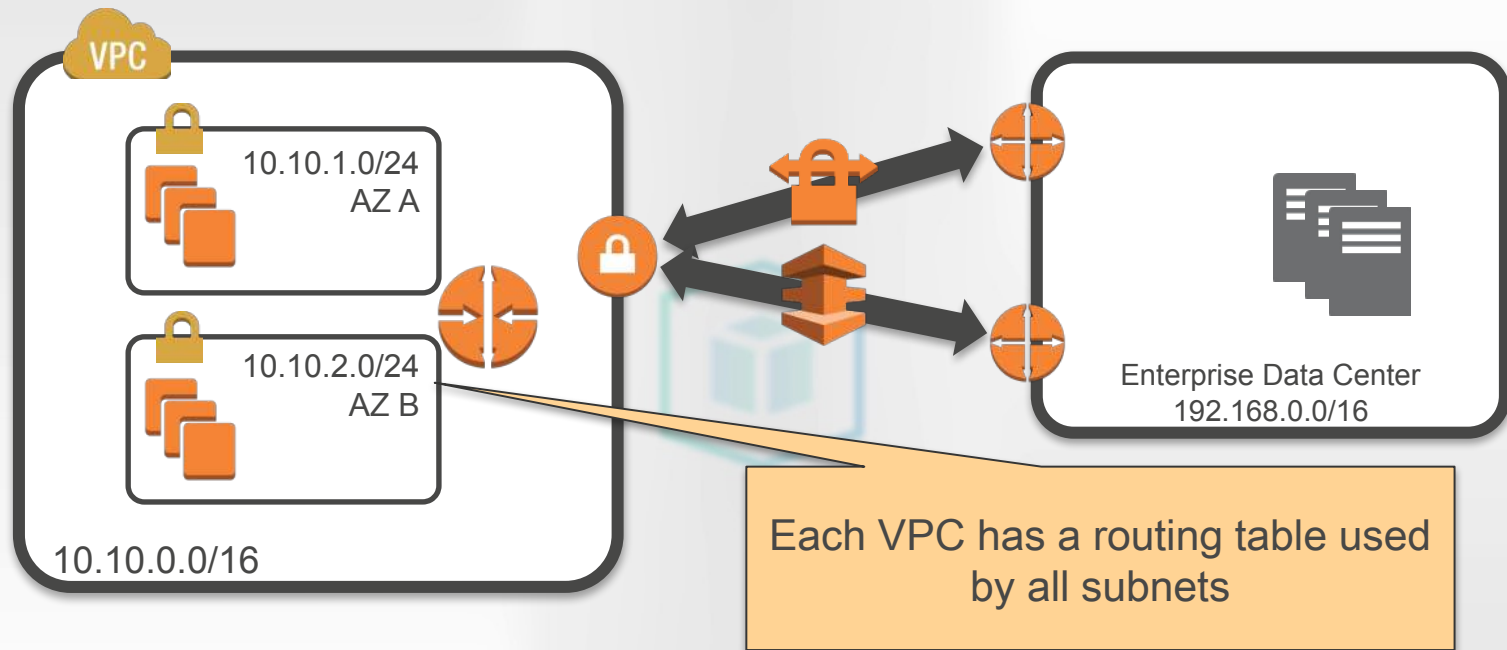 VPC
10.10.1.0/24
AZ A
10.10.2.0/24
AZ B
10.10.0.0/16
Enterprise Data Center
192.168.0.0/16
Each VPC has a routing table used
by all subnets